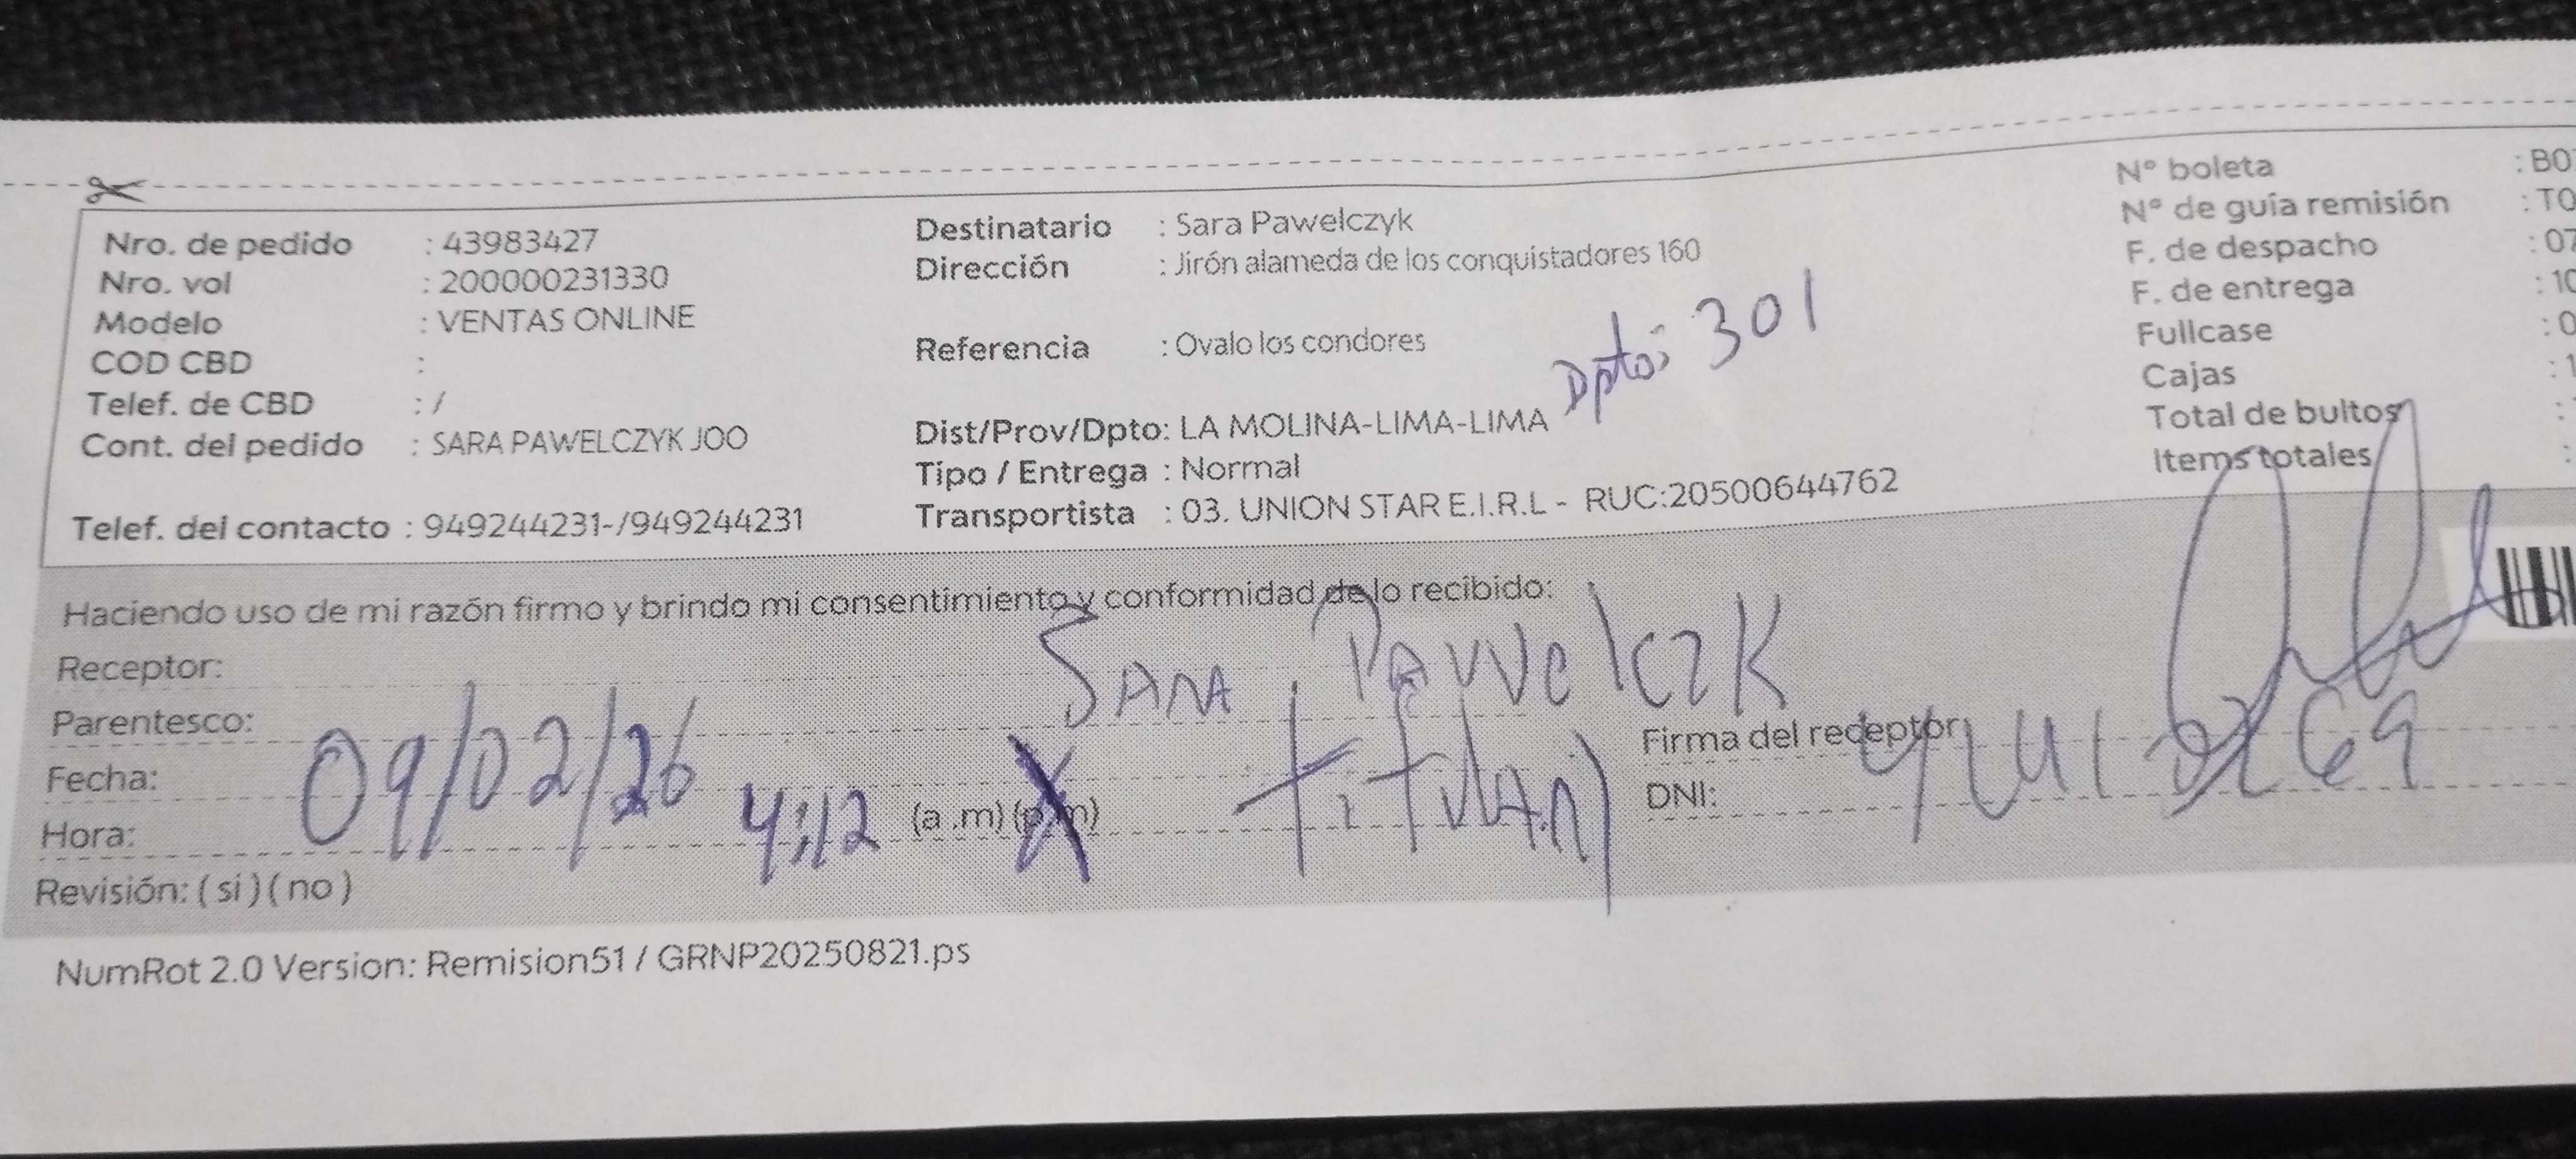 Nro. de pedido : 43983427
Nro. vol : 200000231330
Modelo : VENTAS ONLINE
COD CBD :
Telef. de CBD : /
Cont. del pedido : SARA PAWELCZYK JOO
Telef. del contacto : 949244231-/949244231
Destinatario : Sara Pawelczyk
Dirección : Jirón alameda de los conquistadores 160
Referencia : Ovalo los condores
Dpto: 301
Dist/Prov/Dpto: LA MOLINA-LIMA-LIMA
Tipo / Entrega : Normal
Transportista : 03. UNION STAR E.I.R.L - RUC:20500644762
N° boleta : B0
N° de guía remisión : T0
F. de despacho : 07
F. de entrega : 10
Fullcase : 0
Cajas : 1
Total de bultos :
Items totales :
Haciendo uso de mi razón firmo y brindo mi consentimiento y conformidad de lo recibido:
Receptor: Sara Pawelczk
Parentesco: titular
Fecha: 09/02/26
Hora: 4:12 (a .m) (p.m)
Firma del receptor
DNI:
Revisión: ( si ) ( no )
NumRot 2.0 Version: Remision51 / GRNP20250821.ps